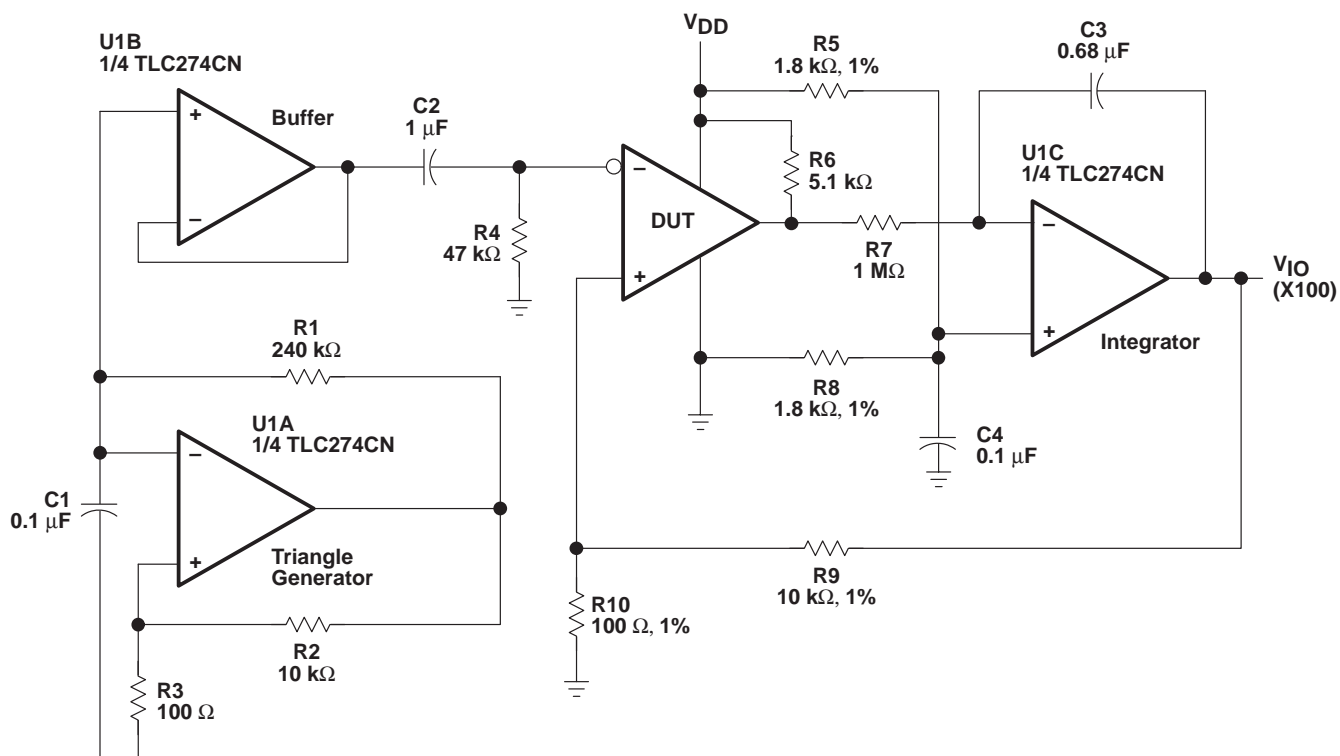 U1B
1/4 TLC274CN
+
−
Buffer
C2
1 µF
R4
47 kΩ
VDD
R5
1.8 kΩ, 1%
C3
0.68 µF
−
DUT
+
R6
5.1 kΩ
R7
1 MΩ
U1C
1/4 TLC274CN
−
+
Integrator
VIO
(X100)
R8
1.8 kΩ, 1%
C4
0.1 µF
R1
240 kΩ
U1A
1/4 TLC274CN
−
+
C1
0.1 µF
Triangle
Generator
R2
10 kΩ
R3
100 Ω
R9
10 kΩ, 1%
R10
100 Ω, 1%